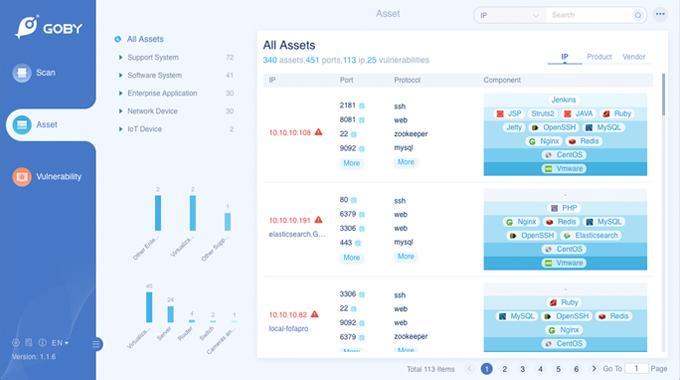 GOBY
Scan
Asset
Vulnerability
EN
Version: 1.1.6
Asset
IP
Search
All Assets
Support System 72
Software System 41
Enterprise Application 30
Network Device 30
IoT Device 2
2
2
1
Other Ente...
Virtualiza...
Other Supp...
45
24
4
2
1
Virtualiza...
Server
Router
Switch
Cameras an...
All Assets
340 assets,451 ports,113 ip,25 vulnerabilities
IP Product Vendor
IP Port Protocol Component
10.10.10.108
2181
8081
22
9092
More
ssh
web
zookeeper
mysql
More
Jenkins
JSP Struts2 JAVA Ruby
Jetty OpenSSH MySQL
Nginx Redis
CentOS
Vmware
10.10.10.191
elasticsearch.G...
80
6379
3306
443
More
ssh
web
web
mysql
More
-
PHP
Nginx Redis MySQL
OpenSSH Elasticsearch
CentOS
Vmware
10.10.10.82
local-fofapro
3306
22
9092
6379
More
ssh
web
web
zookeeper
More
-
Ruby
MySQL OpenSSH Redis
Nginx
CentOS
Total 113 Items 1 2 3 4 5 6 Go To 1 Page